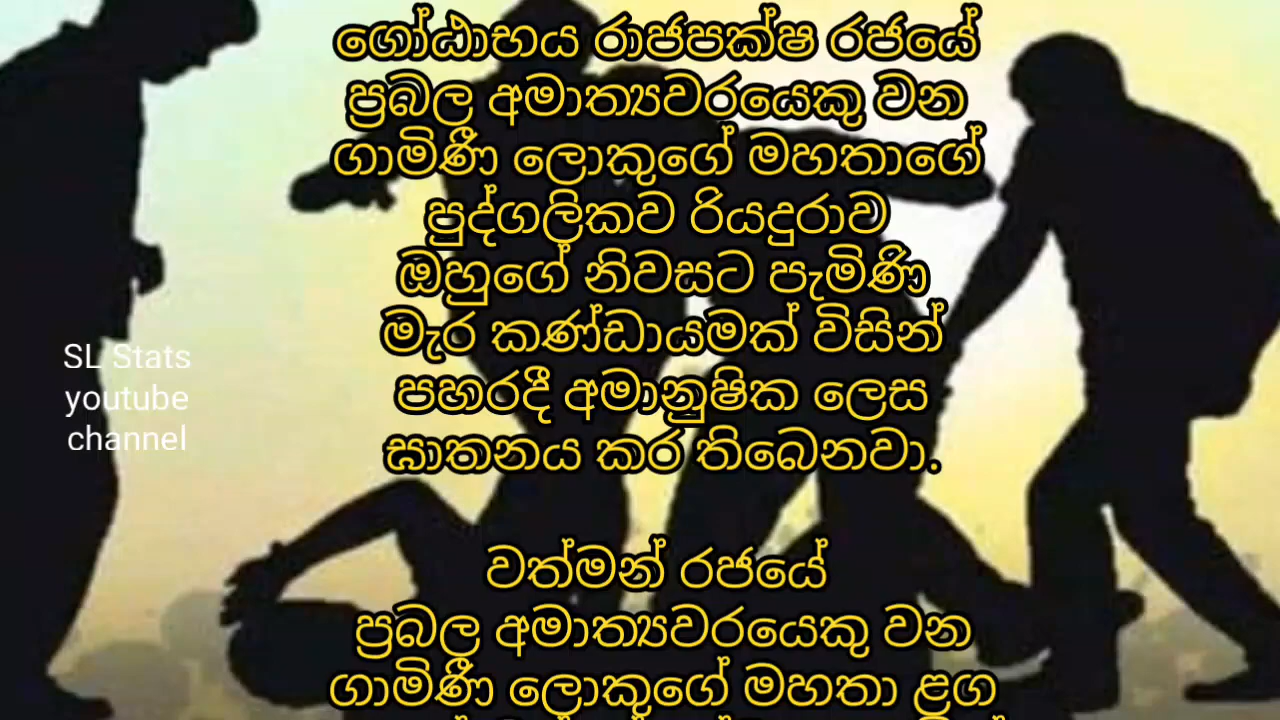 ගෝඨාභය රාජපක්ෂ රජයේ
ප්‍රබල අමාත්‍යවරයෙකු වන
ගාමිණී ලොකුගේ මහතාගේ
පුද්ගලිකව රියදුරාව
ඔහුගේ නිවසට පැමිණි
මැර කණ්ඩායමක් විසින්
පහරදී අමානුෂික ලෙස
ඝාතනය කර තිබෙනවා.
SL Stats
youtube
channel
වත්මන් රජයේ
ප්‍රබල අමාත්‍යවරයෙකු වන
ගාමිණී ලොකුගේ මහතා ළග